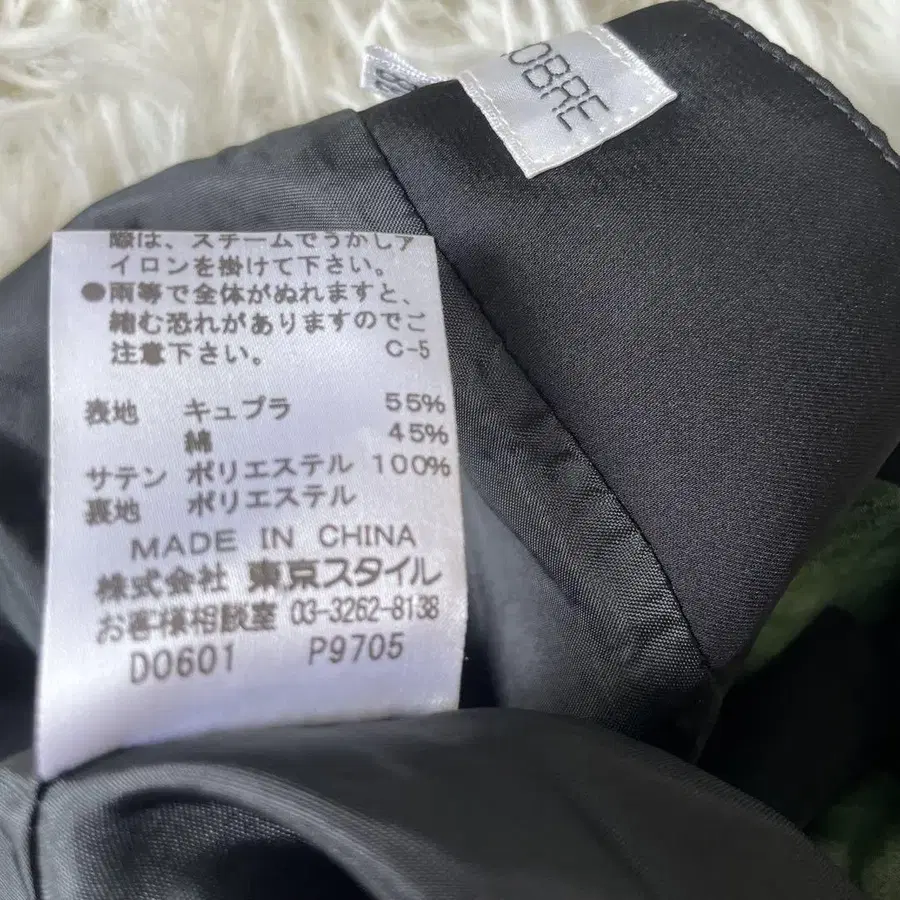 OBRE
際は、スチームでうかしア
イロンを掛けて下さい。
●雨等で全体がぬれますと、
縮む恐れがありますのでご
注意下さい。 C-5
表地 キュプラ 55%
綿 45%
サテン ポリエステル 100%
裏地 ポリエステル
MADE IN CHINA
株式会社 東京スタイル
お客様相談室 03-3262-8138
D0601 P9705